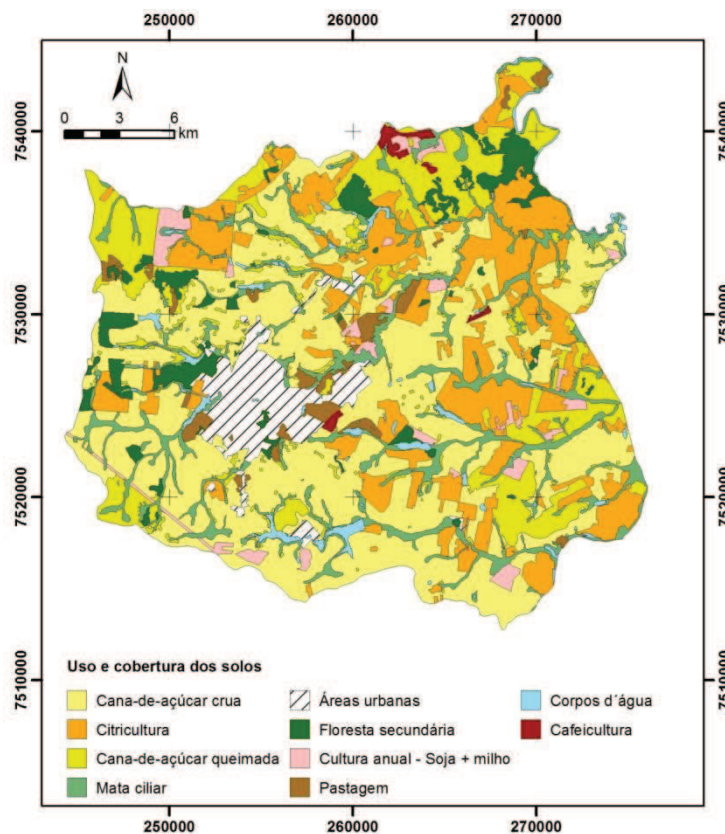 250000 260000 270000
N
0 3 6
km
7540000 7540000
7530000 7530000
7520000 7520000
7510000 7510000
Uso e cobertura dos solos
Cana-de-açúcar crua Áreas urbanas Corpos d´água
Citricultura Floresta secundária Cafeicultura
Cana-de-açúcar queimada Cultura anual - Soja + milho
Mata ciliar Pastagem
250000 260000 270000